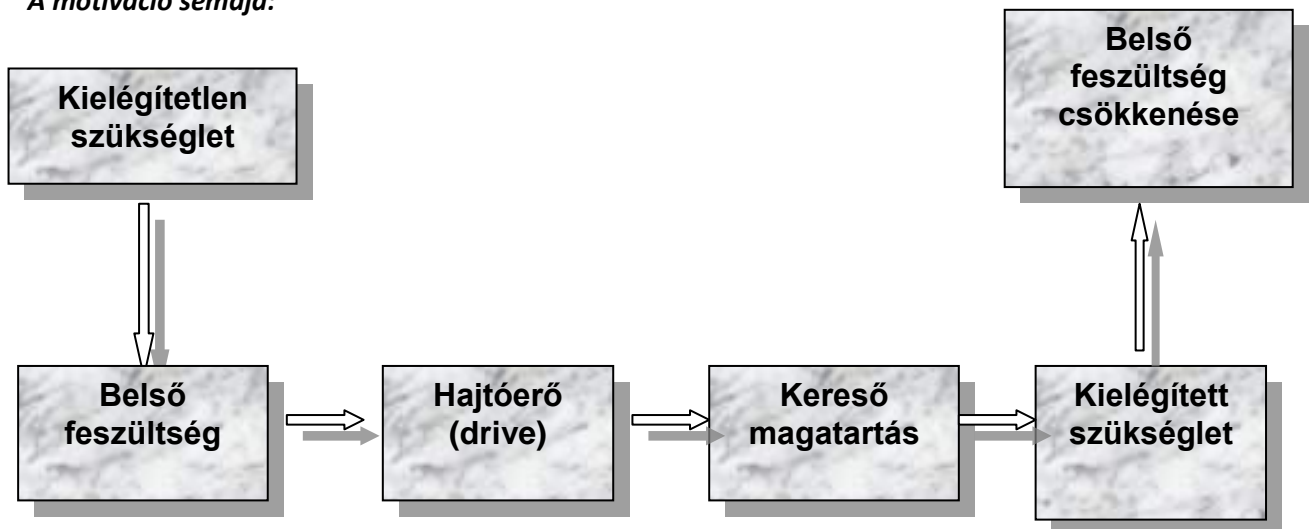 A motiváció sémája:
Kielégítetlen
szükséglet
Belső
feszültség
Hajtóerő
(drive)
Kereső
magatartás
Kielégített
szükséglet
Belső
feszültség
csökkenése